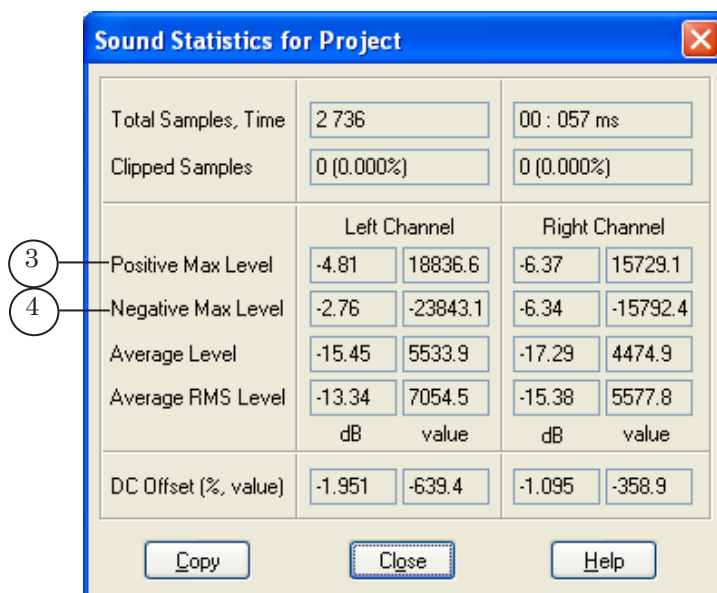 Sound Statistics for Project
Total Samples, Time 2 736 00 : 057 ms
Clipped Samples 0 (0.000%) 0 (0.000%)
Left Channel Right Channel
3 Positive Max Level -4.81 18836.6 -6.37 15729.1
4 Negative Max Level -2.76 -23843.1 -6.34 -15792.4
Average Level -15.45 5533.9 -17.29 4474.9
Average RMS Level -13.34 7054.5 -15.38 5577.8
dB value dB value
DC Offset (%, value) -1.951 -639.4 -1.095 -358.9
Copy Close Help